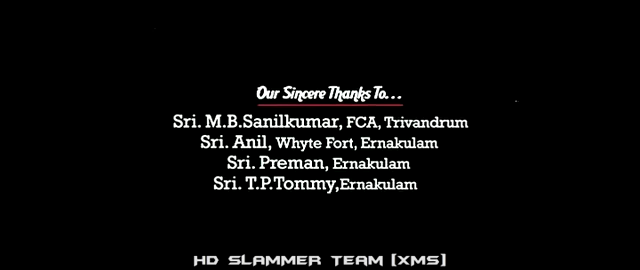 Our Sincere Thanks To...
Sri. M.B.Sanilkumar, FCA, Trivandrum
Sri. Anil, Whyte Fort, Ernakulam
Sri. Preman, Ernakulam
Sri. T.P.Tommy,Ernakulam
HD SLAMMER TEAM [XMS]